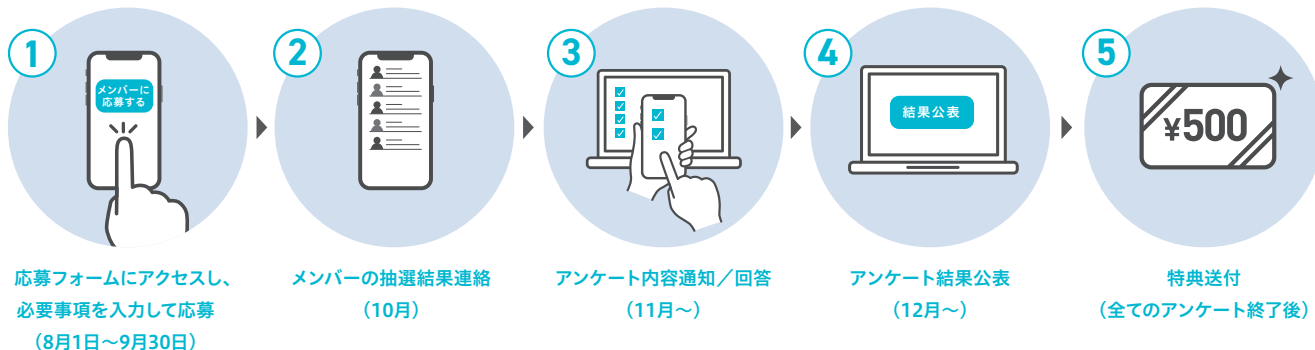 1
メンバーに
応募する
応募フォームにアクセスし、
必要事項を入力して応募
（8月1日～9月30日）
2
メンバーの抽選結果連絡
（10月）
3
アンケート内容通知／回答
（11月～）
4
結果公表
アンケート結果公表
（12月～）
5
¥500
特典送付
（全てのアンケート終了後）